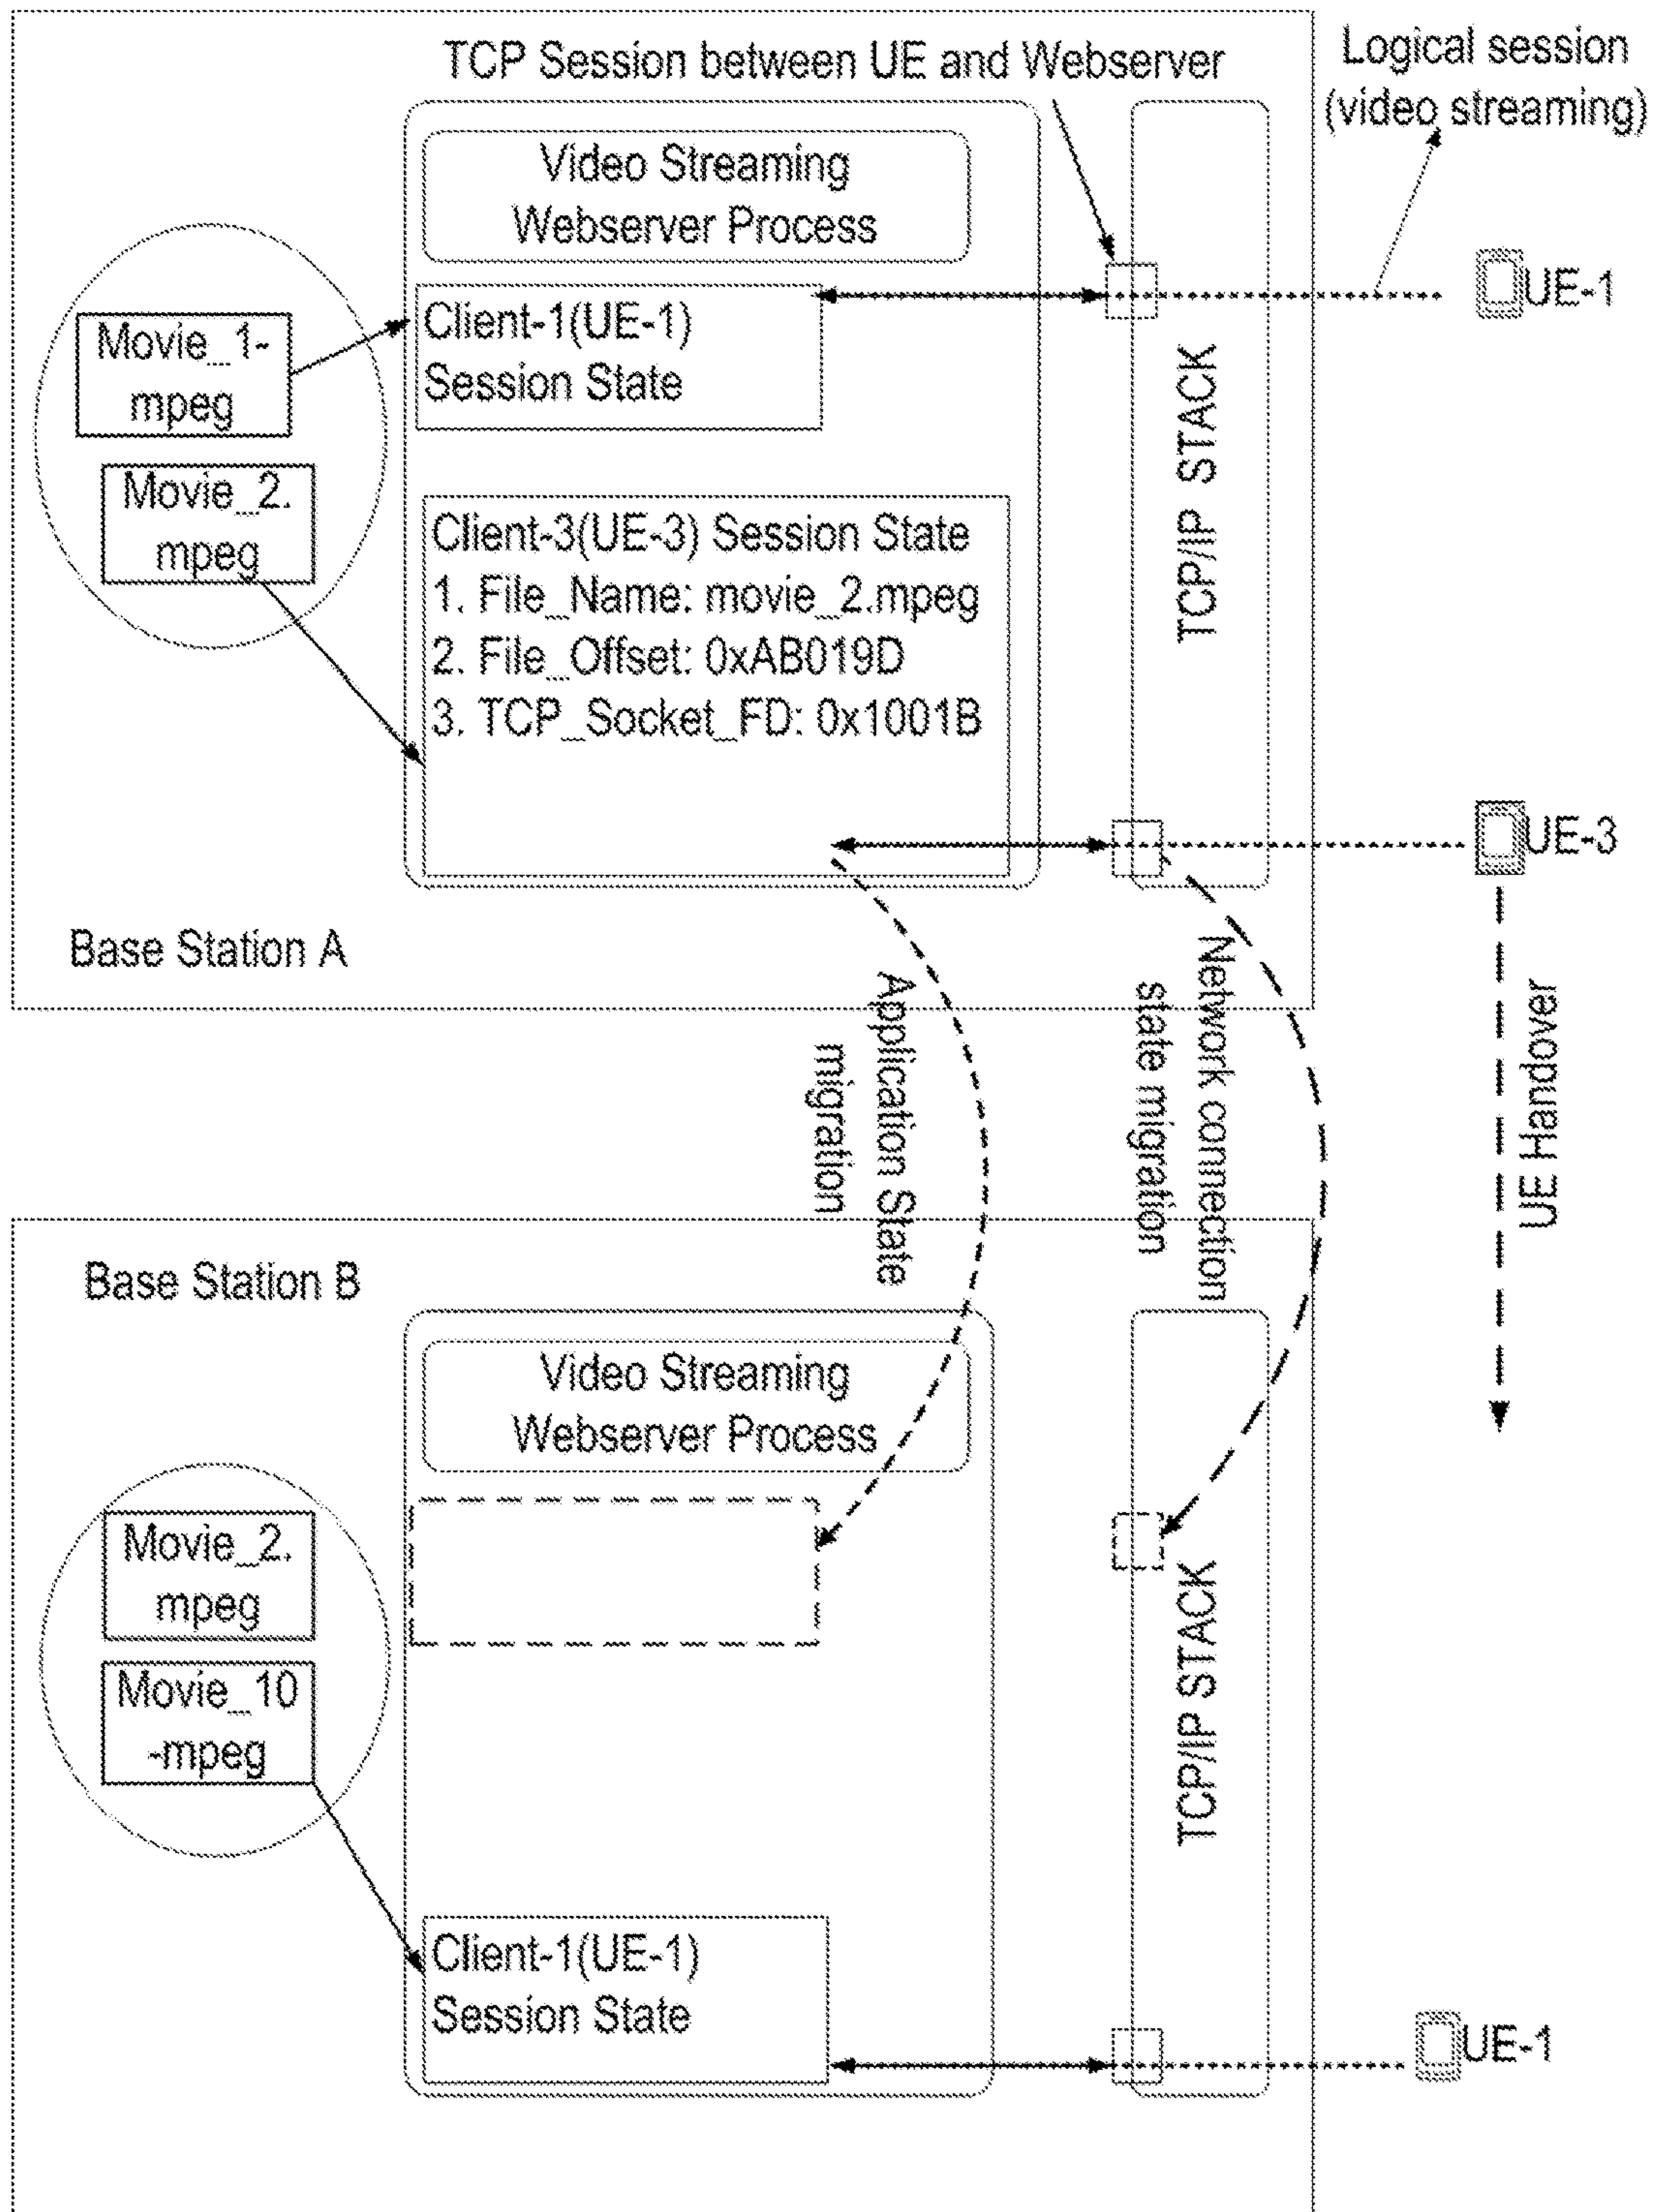 TCP Session between UE and Webserver
Logical session
(video streaming)
Video Streaming
Webserver Process
Movie_1-
mpeg
Movie_2.
mpeg
Client-1(UE-1)
Session State
Client-3(UE-3) Session State
1. File_Name: movie_2.mpeg
2. File_Offset: 0xAB019D
3. TCP_Socket_FD: 0x1001B
TCP/IP STACK
UE-1
UE-3
Base Station A
Application State
migration
Network connection
state migration
UE Handover
Base Station B
Video Streaming
Webserver Process
Movie_2.
mpeg
Movie_10
-mpeg
TCP/IP STACK
Client-1(UE-1)
Session State
UE-1